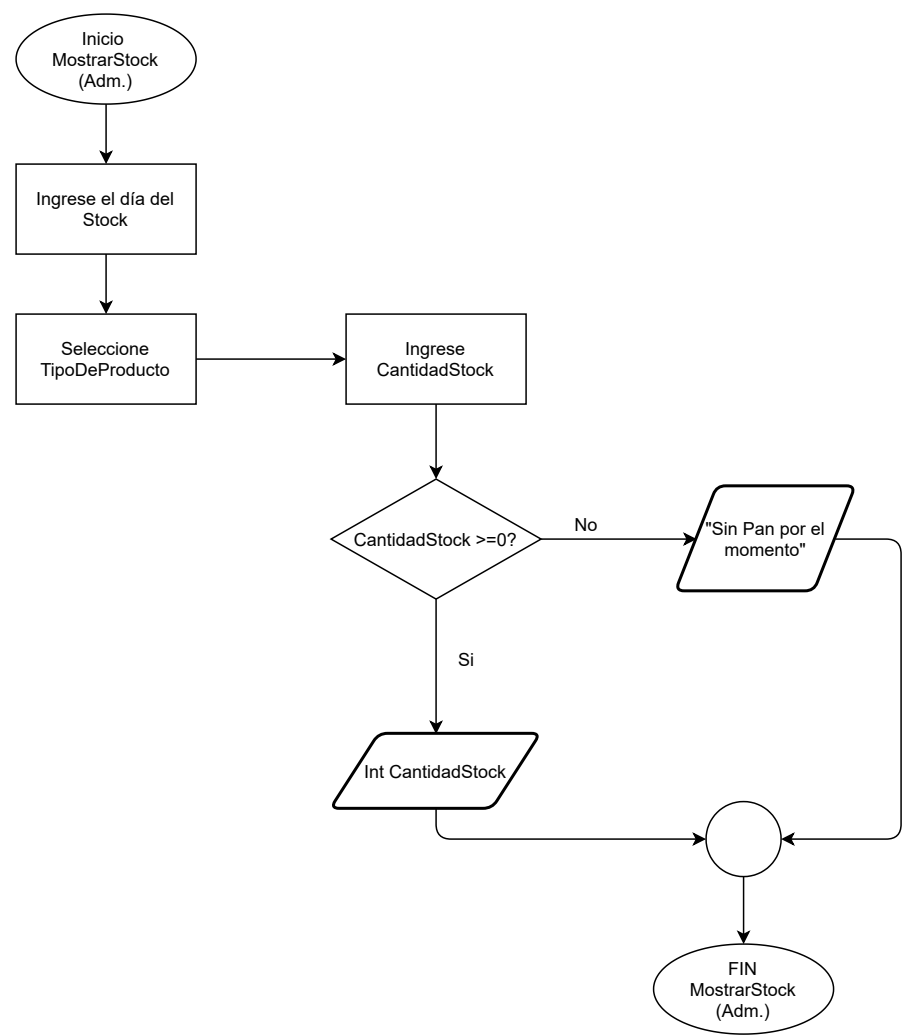 Inicio
MostrarStock
(Adm.)
Ingrese el día del
Stock
Seleccione
TipoDeProducto
Ingrese
CantidadStock
CantidadStock >=0?
No
"Sin Pan por el
momento"
Si
Int CantidadStock
FIN
MostrarStock
(Adm.)